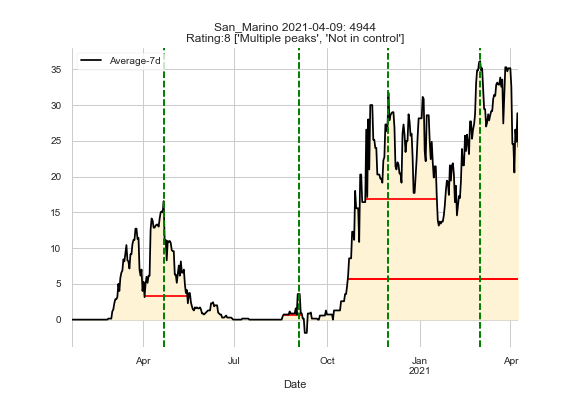 San_Marino 2021-04-09: 4944
Rating:8 ['Multiple peaks', 'Not in control']
Average-7d
35
30
25
20
15
10
5
0
Apr
Jul
Oct
Jan
2021
Apr
Date